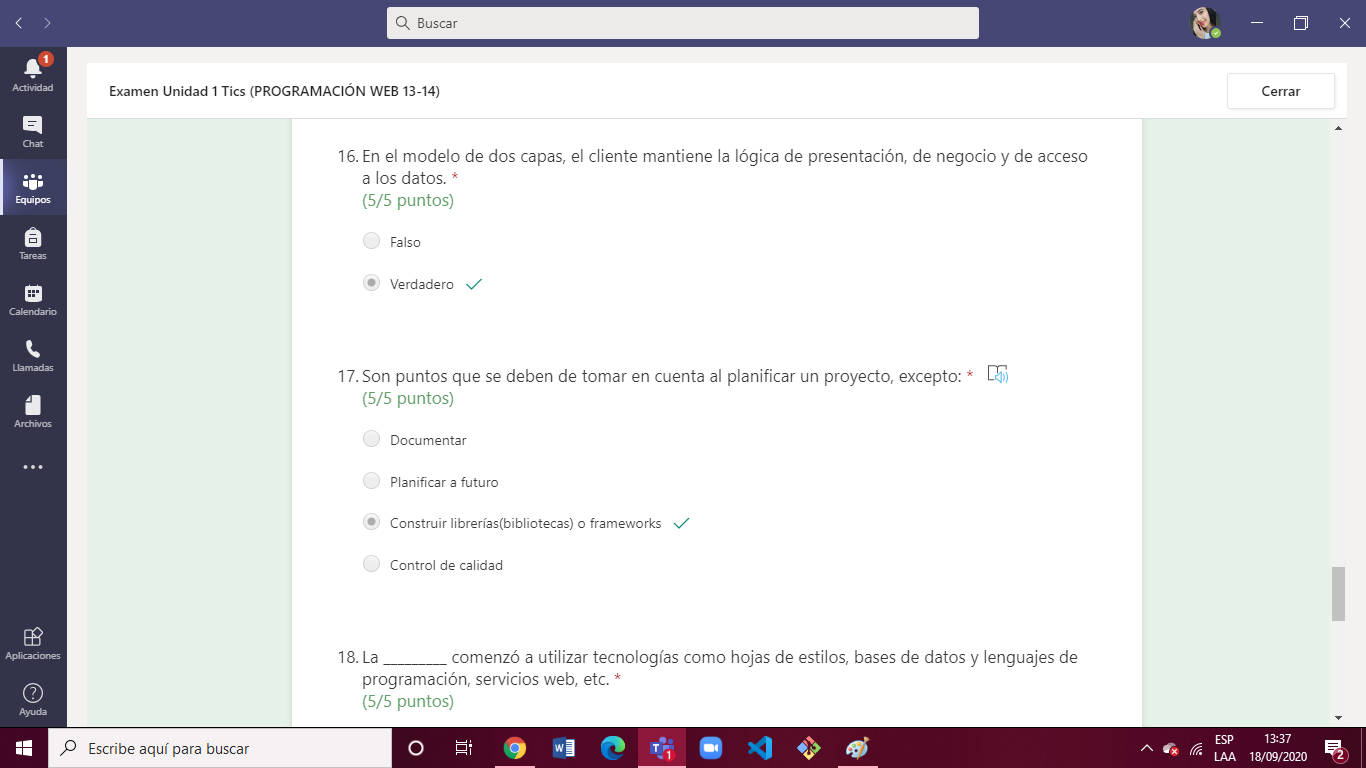 Buscar
1
Actividad
Chat
Equipos
Tareas
Calendario
Llamadas
Archivos
Aplicaciones
Ayuda
Examen Unidad 1 Tics (PROGRAMACIÓN WEB 13-14)
Cerrar
16. En el modelo de dos capas, el cliente mantiene la lógica de presentación, de negocio y de acceso
a los datos. *
(5/5 puntos)
Falso
Verdadero
17. Son puntos que se deben de tomar en cuenta al planificar un proyecto, excepto: *
(5/5 puntos)
Documentar
Planificar a futuro
Construir librerías(bibliotecas) o frameworks
Control de calidad
18. La _________ comenzó a utilizar tecnologías como hojas de estilos, bases de datos y lenguajes de
programación, servicios web, etc. *
(5/5 puntos)
Escribe aquí para buscar
1
ESP
LAA
13:37
18/09/2020
2